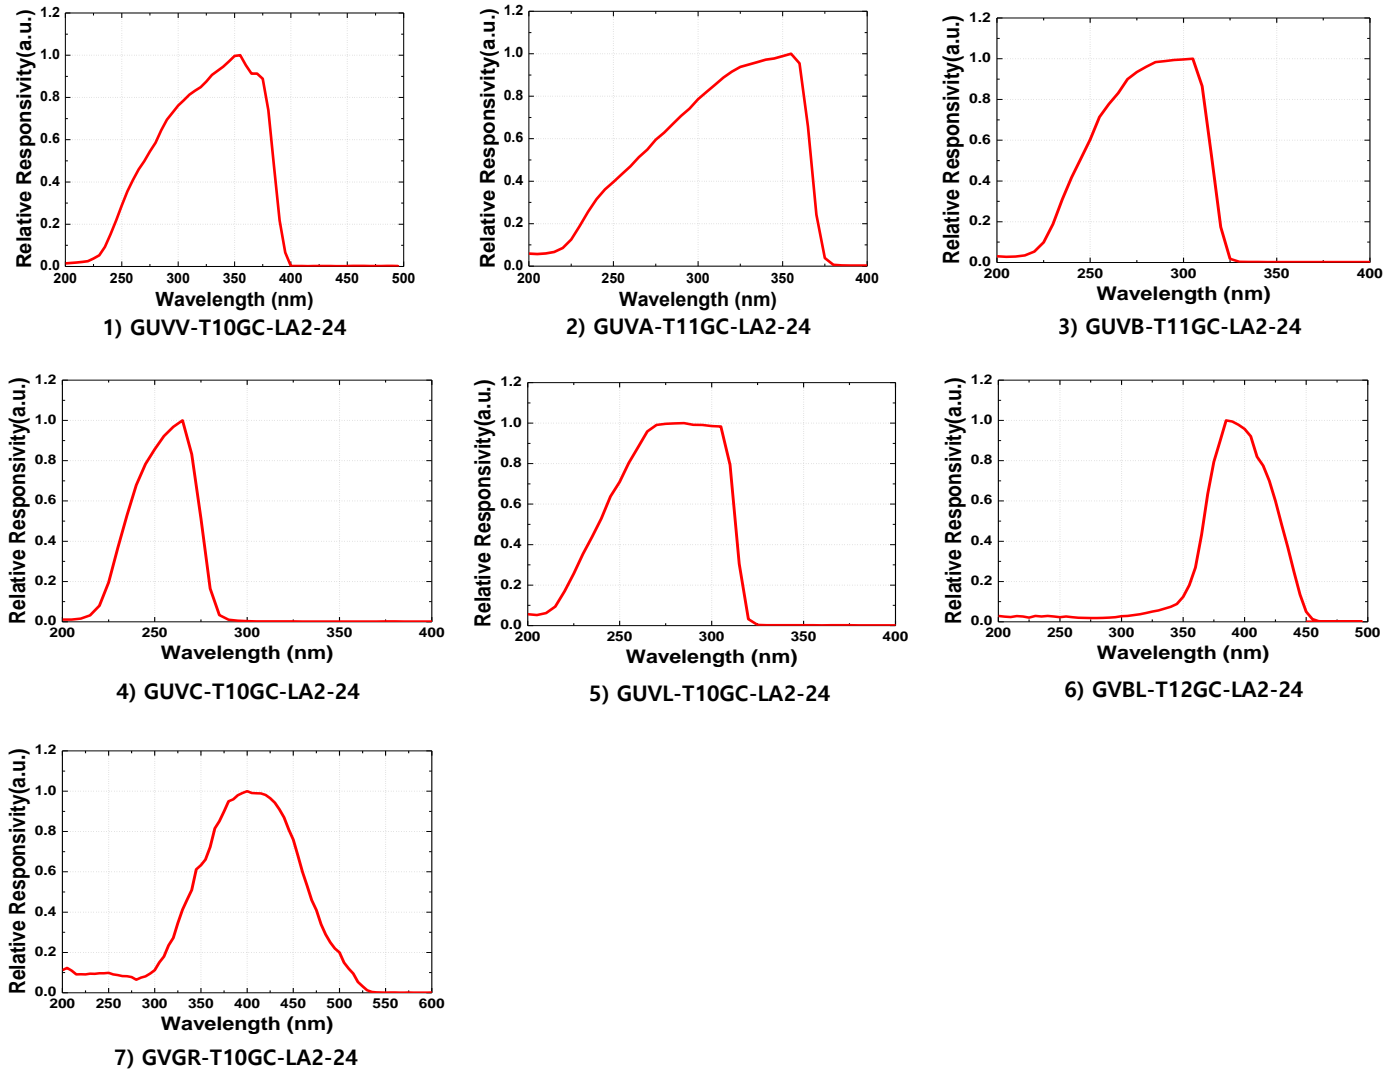 Relative Responsivity(a.u.)
1.2
1.0
0.8
0.6
0.4
0.2
0.0
200 250 300 350 400 450 500
Wavelength (nm)
1) GUVV-T10GC-LA2-24
Relative Responsivity(a.u.)
1.2
1.0
0.8
0.6
0.4
0.2
0.0
200 250 300 350 400
Wavelength (nm)
2) GUVA-T11GC-LA2-24
Relative Responsivity(a.u.)
1.2
1.0
0.8
0.6
0.4
0.2
0.0
200 250 300 350 400
Wavelength (nm)
3) GUVB-T11GC-LA2-24
Relative Responsivity(a.u.)
1.2
1.0
0.8
0.6
0.4
0.2
0.0
200 250 300 350 400
Wavelength (nm)
4) GUVC-T10GC-LA2-24
Relative Responsivity(a.u.)
1.2
1.0
0.8
0.6
0.4
0.2
0.0
200 250 300 350 400
Wavelength (nm)
5) GUVL-T10GC-LA2-24
Relative Responsivity(a.u.)
1.2
1.0
0.8
0.6
0.4
0.2
0.0
200 250 300 350 400 450 500
Wavelength (nm)
6) GVBL-T12GC-LA2-24
Relative Responsivity(a.u.)
1.2
1.0
0.8
0.6
0.4
0.2
0.0
200 250 300 350 400 450 500 550 600
Wavelength (nm)
7) GVGR-T10GC-LA2-24